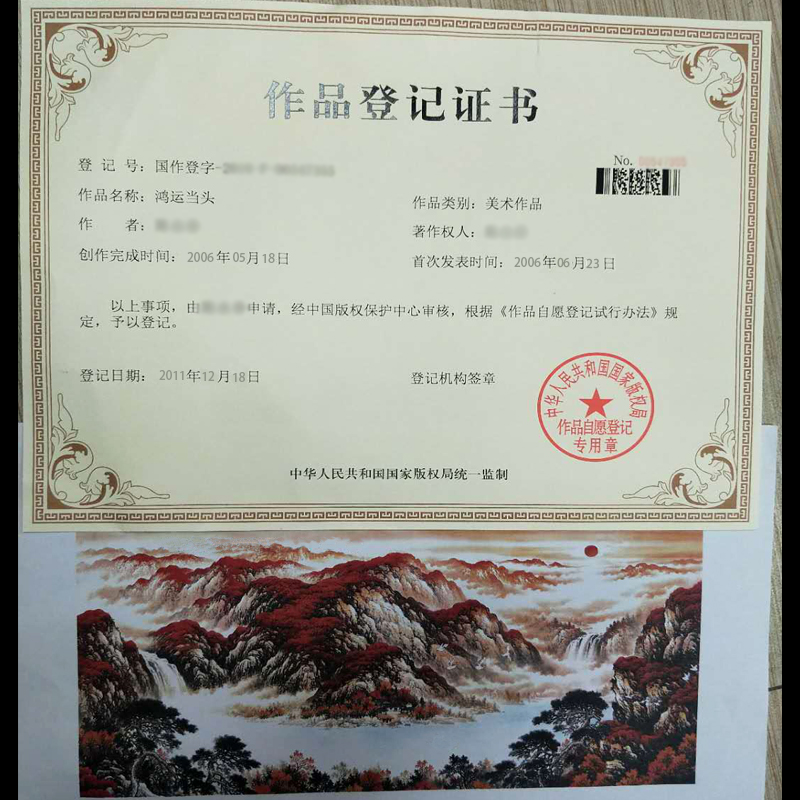 作品登记证书
No.
登 记 号：国作登字-
作品名称：鸿运当头
作品类别：美术作品
作 者：
著作权人：
创作完成时间：2006年05月18日
首次发表时间：2006年06月23日
以上事项，由 申请，经中国版权保护中心审核，根据《作品自愿登记试行办法》规
定，予以登记。
登记日期：2011年12月18日
登记机构签章
中华人民共和国国家版权局
作品自愿登记
专用章
中华人民共和国国家版权局统一监制